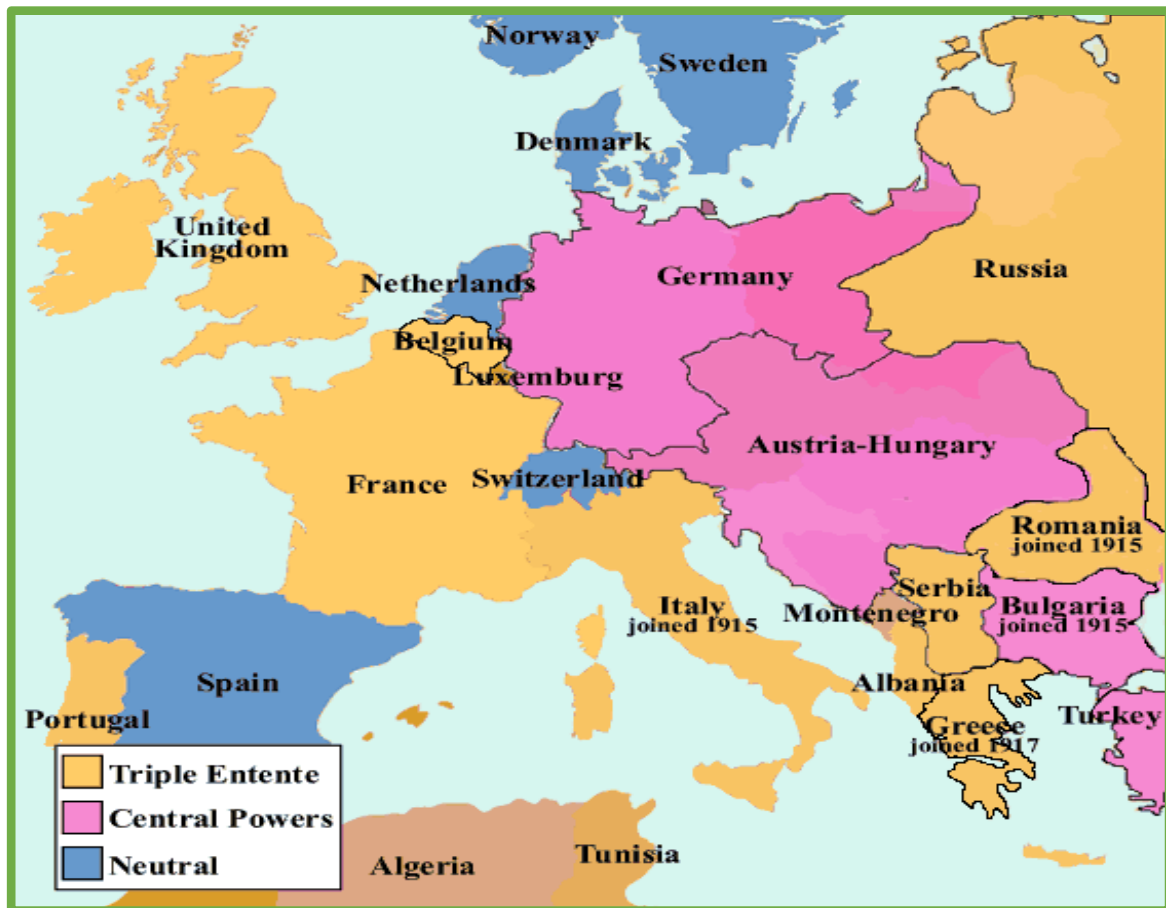 Norway
Sweden
Denmark
United
Kingdom
Netherlands
Germany
Russia
Belgium
Luxemburg
Austria-Hungary
France
Switzerland
Romania
joined 1915
Serbia
Italy
joined 1915
Montenegro
Bulgaria
joined 1915
Spain
Albania
Portugal
Greece
joined 1917
Turkey
Triple Entente
Central Powers
Neutral
Algeria
Tunisia